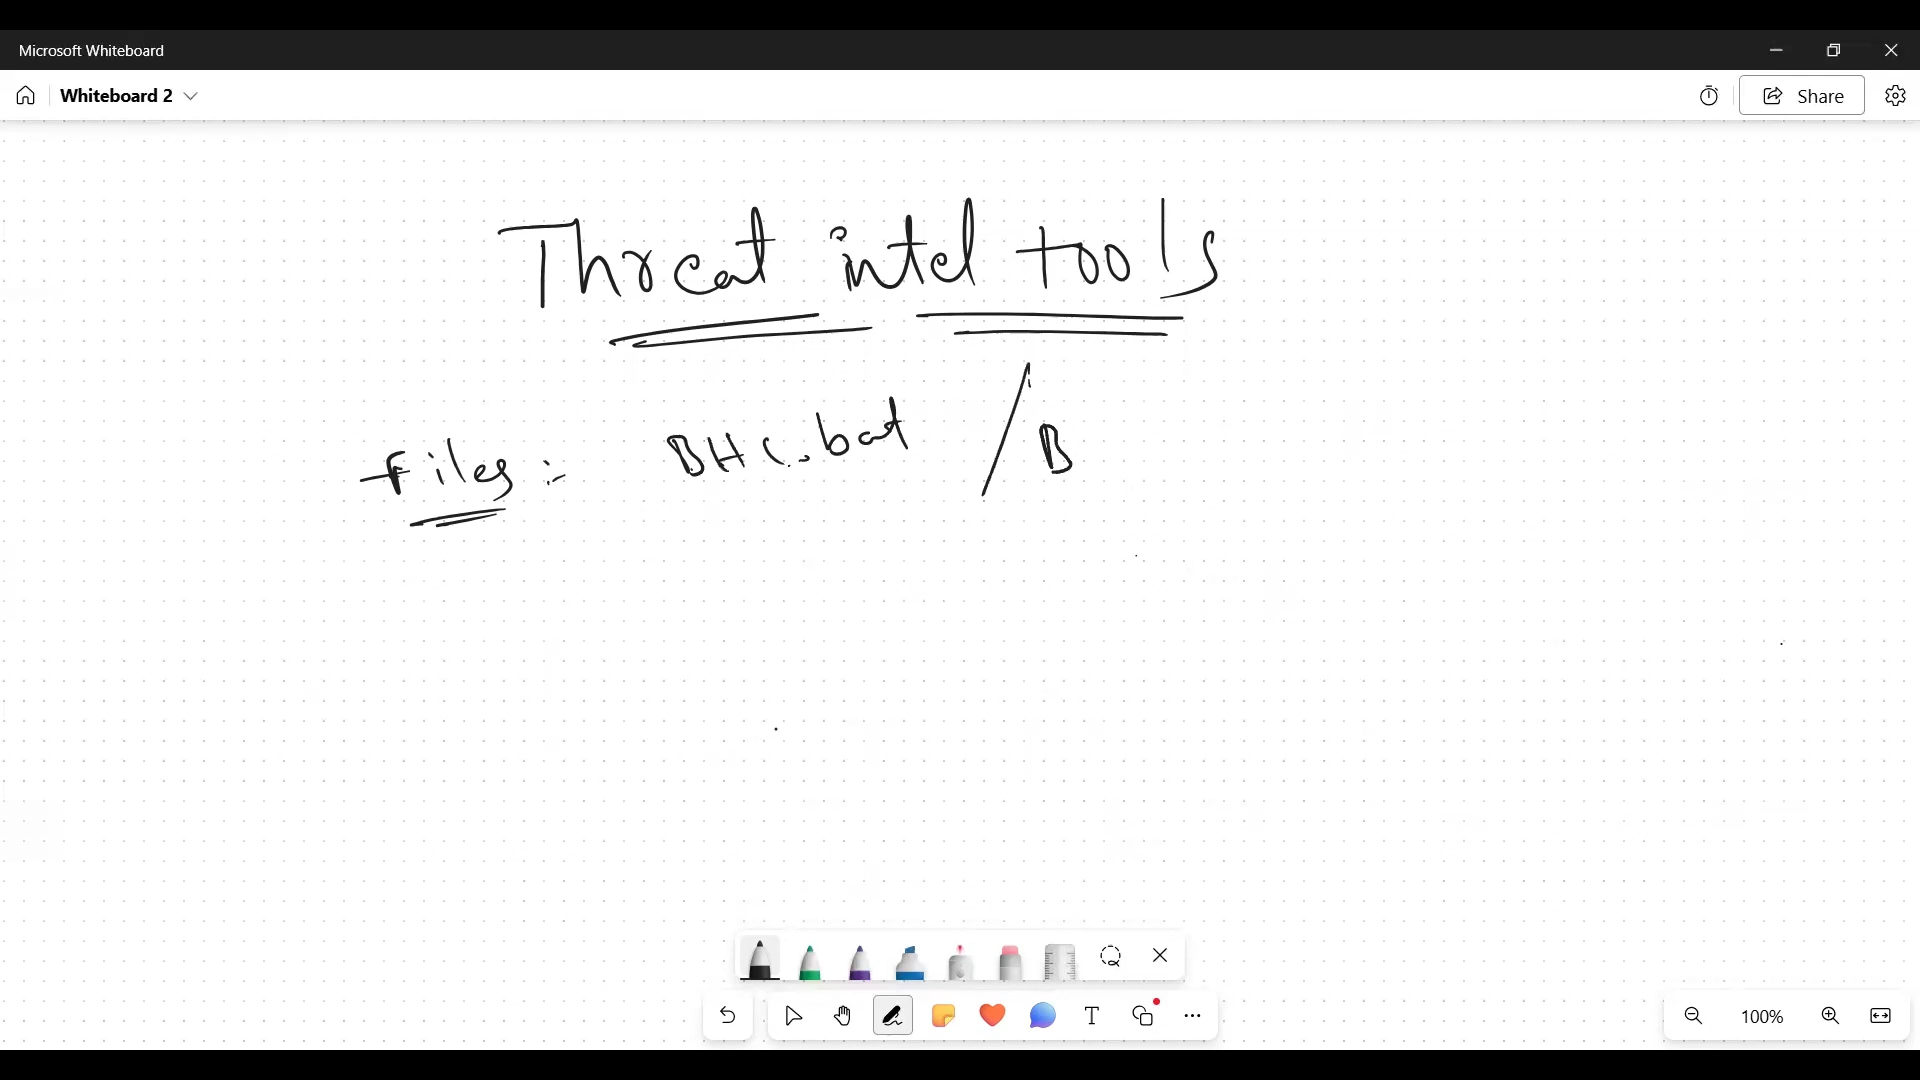 Microsoft Whiteboard
Whiteboard 2
Share
Threat intel tools
Files :- BHC.bat / B
100%